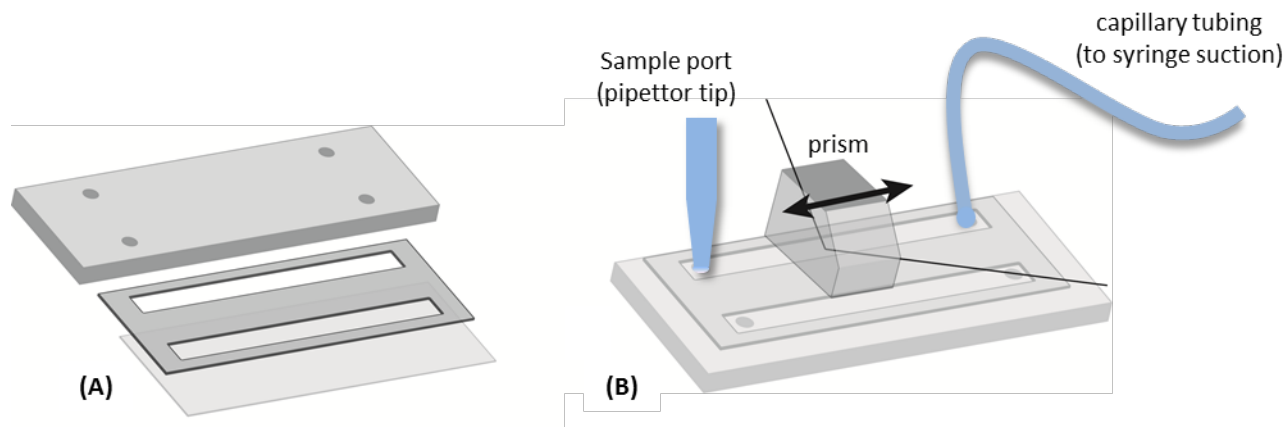 capillary tubing
(to syringe suction)
Sample port
(pipettor tip)
prism
(A)
(B)